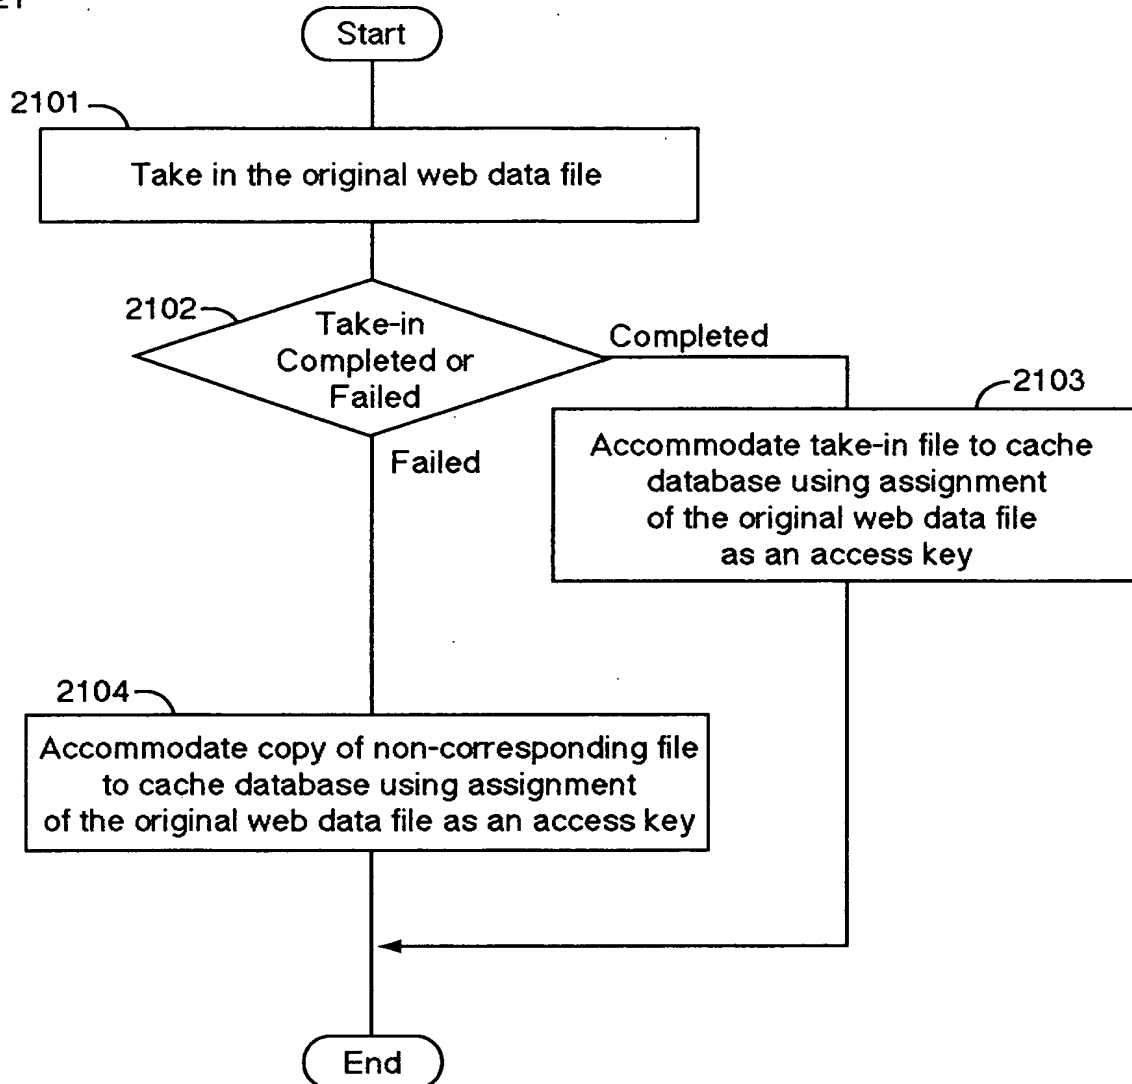 Start
2101
Take in the original web data file
2102
Take-in
Completed or
Failed
Completed
Failed
2103
Accommodate take-in file to cache
database using assignment
of the original web data file
as an access key
2104
Accommodate copy of non-corresponding file
to cache database using assignment
of the original web data file as an access key
End